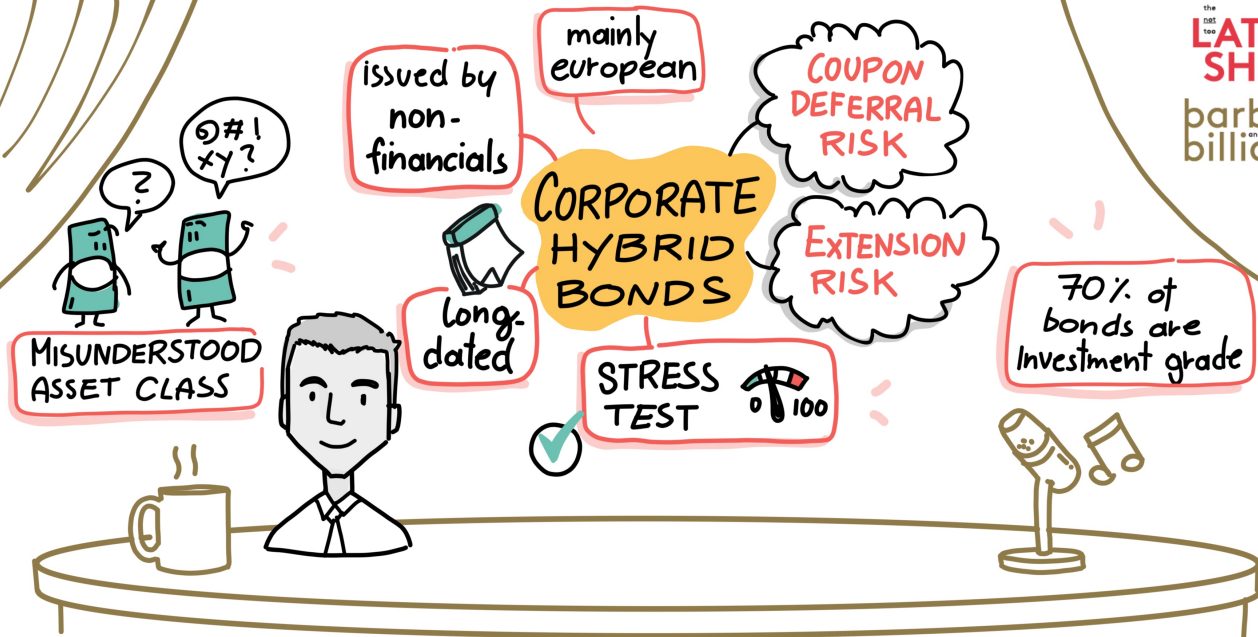 mainly
european
issued by
non-
financials
COUPON
DEFERRAL
RISK
?
@#!
xy?
CORPORATE
HYBRID
BONDS
EXTENSION
RISK
long-
dated
70% of
bonds are
Investment grade
MISUNDERSTOOD
ASSET CLASS
STRESS
TEST
0 100
the
not
too
LAT
SH
barb
billio